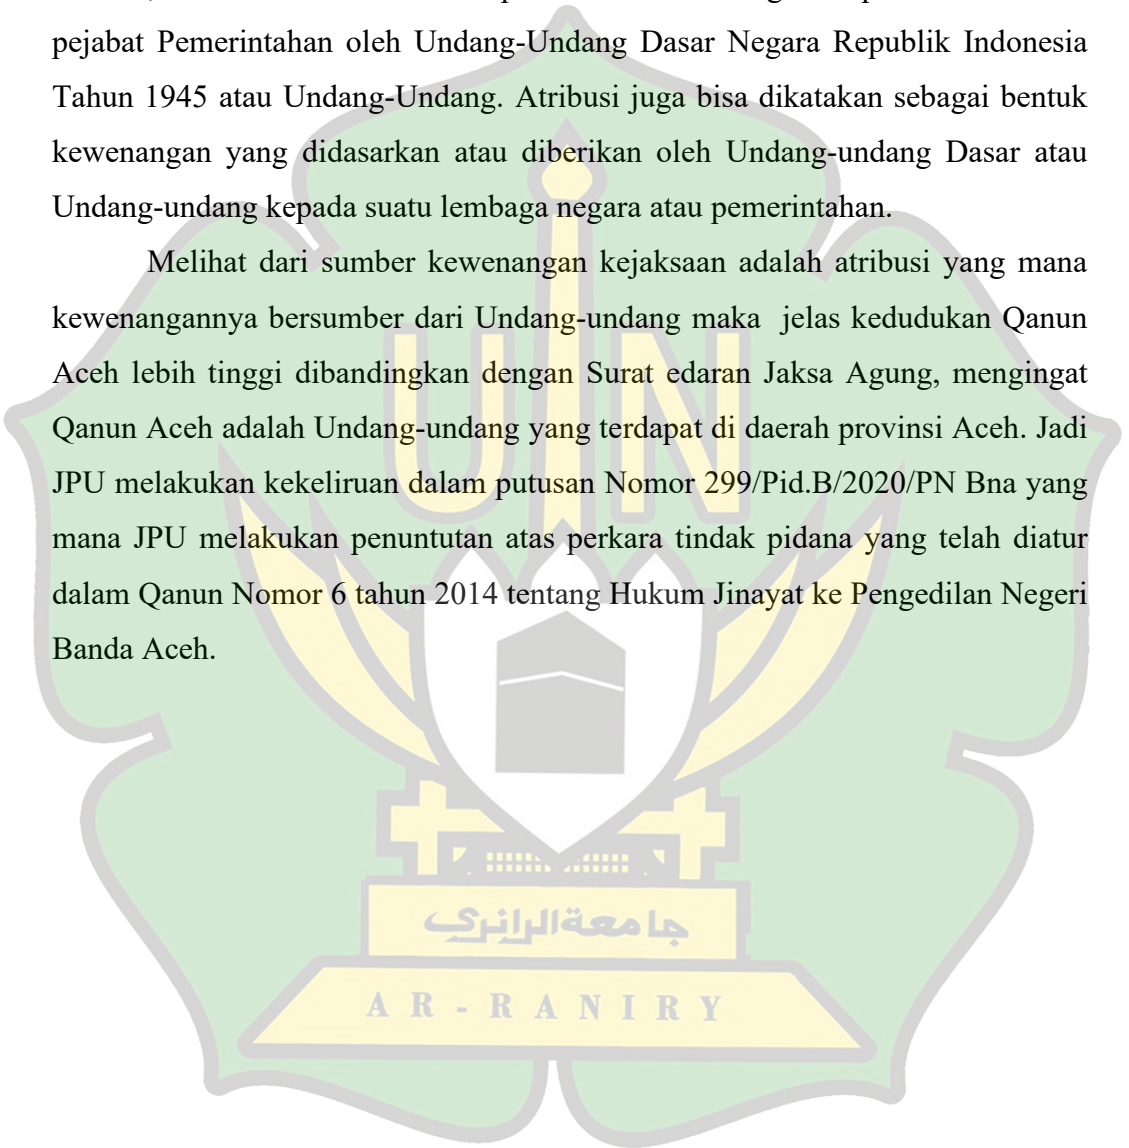 pejabat Pemerintahan oleh Undang-Undang Dasar Negara Republik Indonesia
Tahun 1945 atau Undang-Undang. Atribusi juga bisa dikatakan sebagai bentuk
kewenangan yang didasarkan atau diberikan oleh Undang-undang Dasar atau
Undang-undang kepada suatu lembaga negara atau pemerintahan.
Melihat dari sumber kewenangan kejaksaan adalah atribusi yang mana
kewenangannya bersumber dari Undang-undang maka jelas kedudukan Qanun
Aceh lebih tinggi dibandingkan dengan Surat edaran Jaksa Agung, mengingat
Qanun Aceh adalah Undang-undang yang terdapat di daerah provinsi Aceh. Jadi
JPU melakukan kekeliruan dalam putusan Nomor 299/Pid.B/2020/PN Bna yang
mana JPU melakukan penuntutan atas perkara tindak pidana yang telah diatur
dalam Qanun Nomor 6 tahun 2014 tentang Hukum Jinayat ke Pengedilan Negeri
Banda Aceh.
UIN
جامعة الرانري
AR-RANIRY